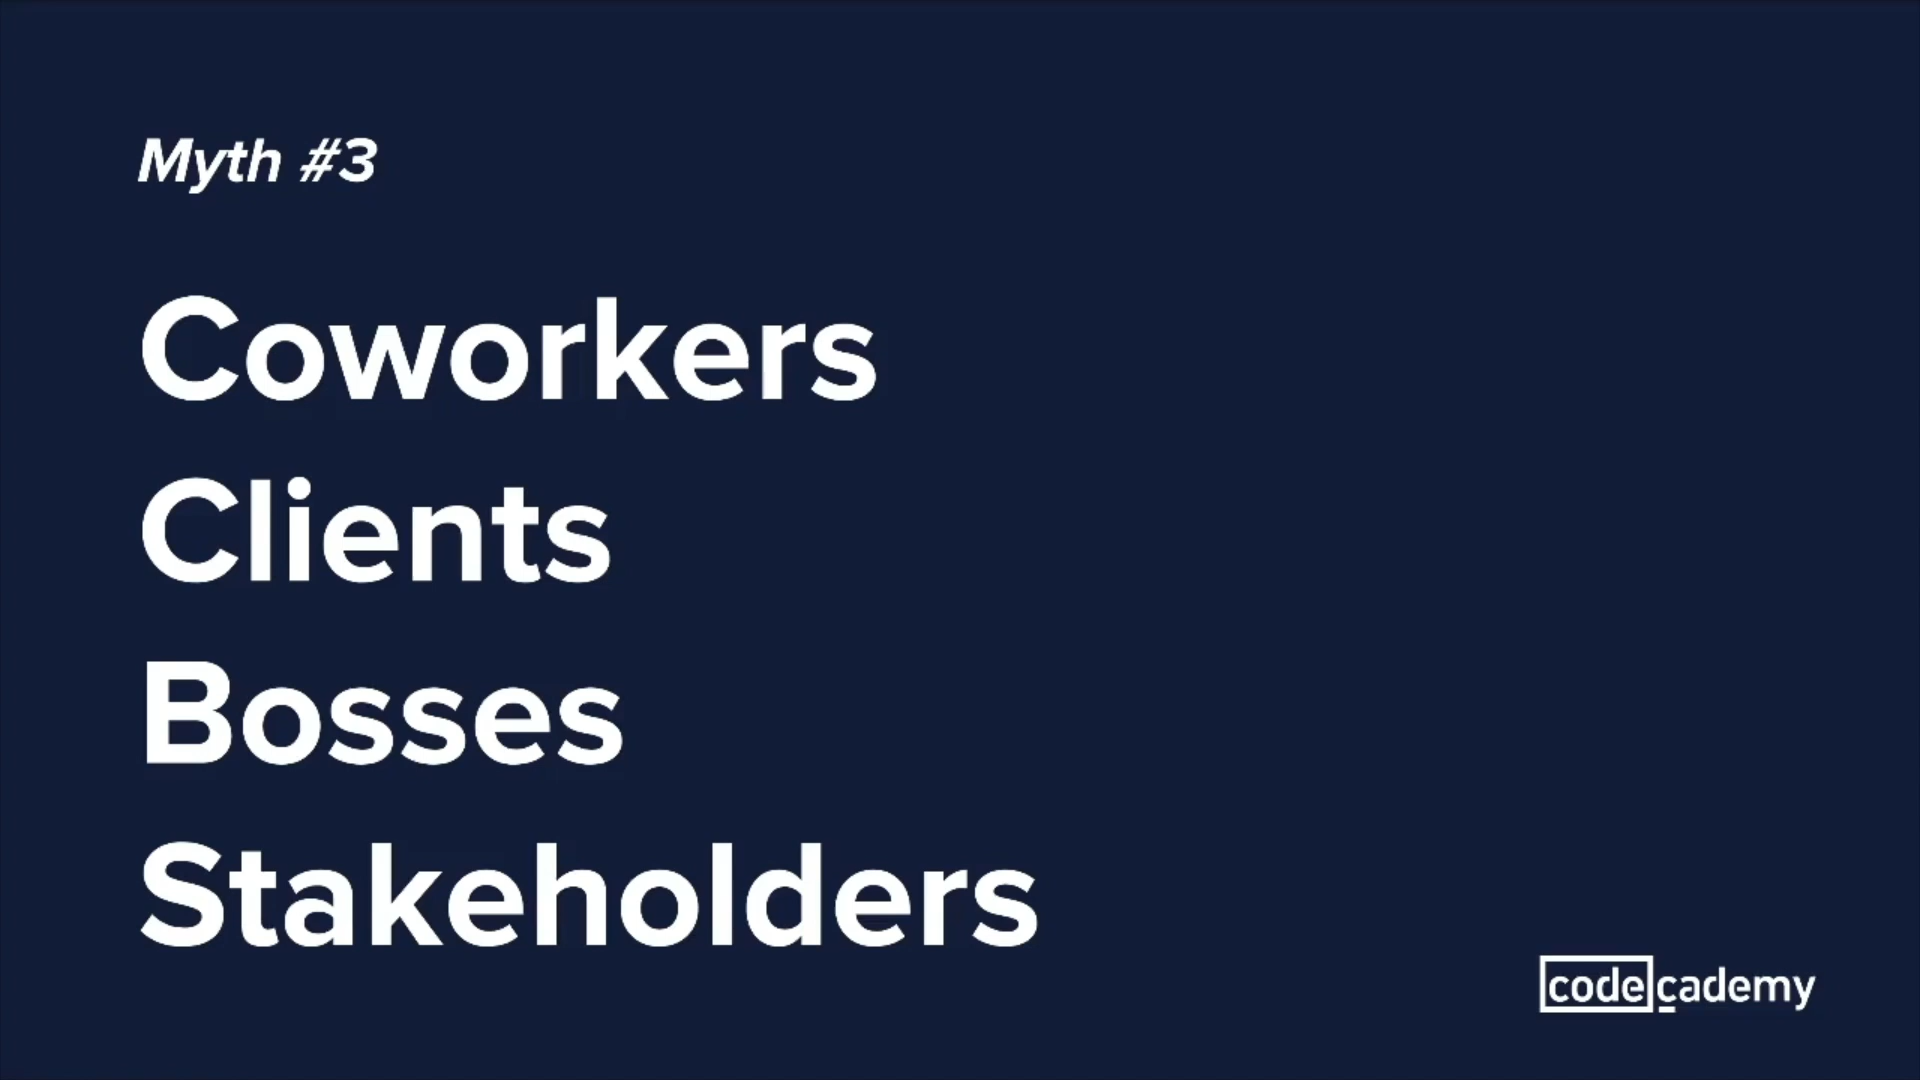 Myth #3
Coworkers
Clients
Bosses
Stakeholders
codecademy